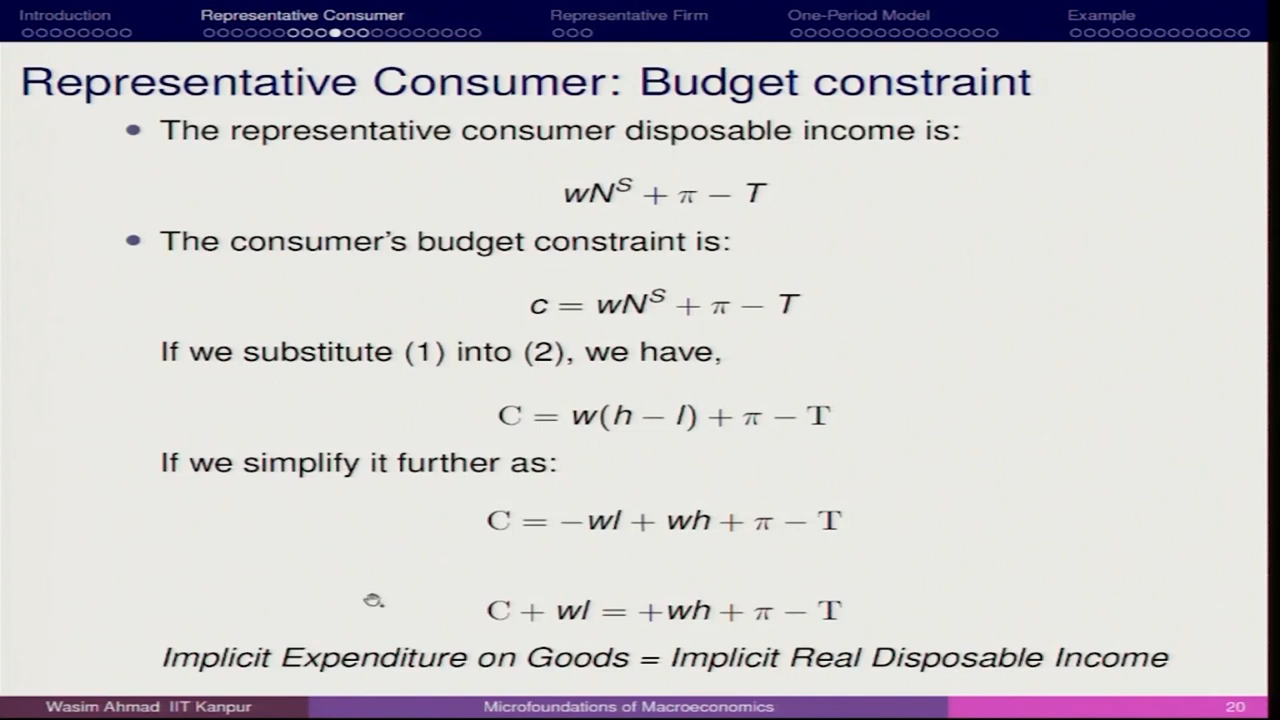 Introduction Representative Consumer Representative Firm One-Period Model Example
Representative Consumer: Budget constraint
The representative consumer disposable income is:
wN^S + π − T
The consumer's budget constraint is:
c = wN^S + π − T
If we substitute (1) into (2), we have,
C = w(h − l) + π − T
If we simplify it further as:
C = −wl + wh + π − T
C + wl = +wh + π − T
Implicit Expenditure on Goods = Implicit Real Disposable Income
Wasim Ahmad IIT Kanpur Microfoundations of Macroeconomics 20